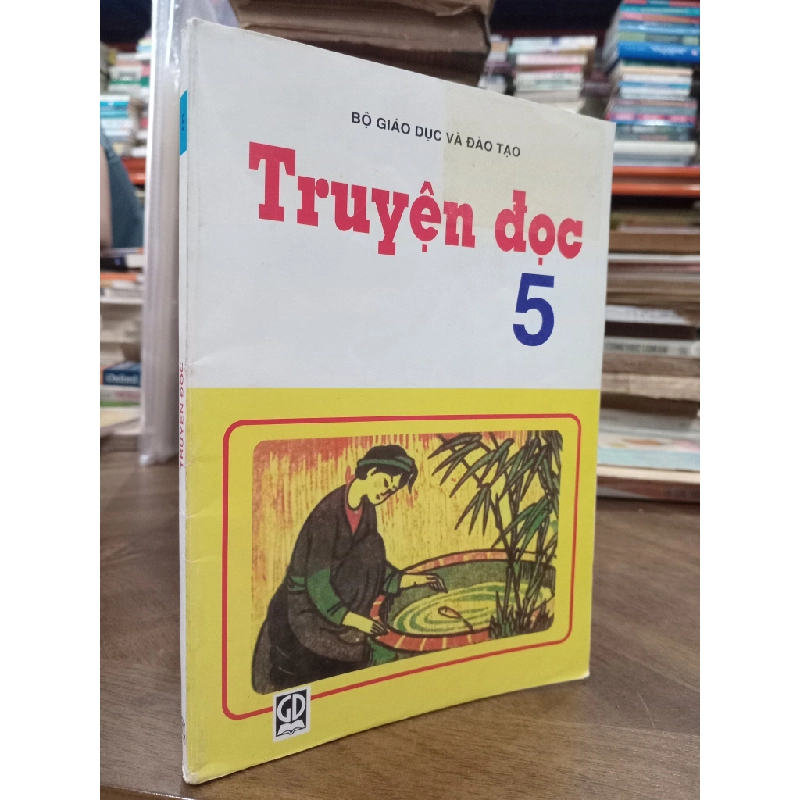 BỘ GIÁO DỤC VÀ ĐÀO TẠO
Truyện đọc
5
TRUYỆN ĐỌC
GD